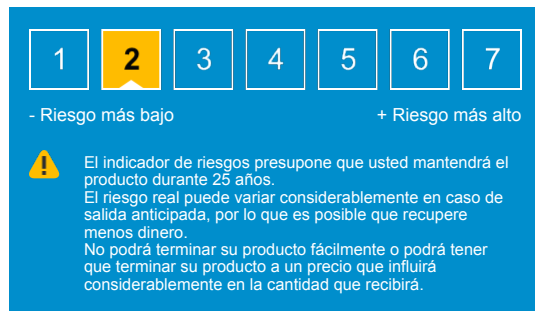 1 2 3 4 5 6 7
- Riesgo más bajo + Riesgo más alto
El indicador de riesgos presupone que usted mantendrá el
producto durante 25 años.
El riesgo real puede variar considerablemente en caso de
salida anticipada, por lo que es posible que recupere
menos dinero.
No podrá terminar su producto fácilmente o podrá tener
que terminar su producto a un precio que influirá
considerablemente en la cantidad que recibirá.